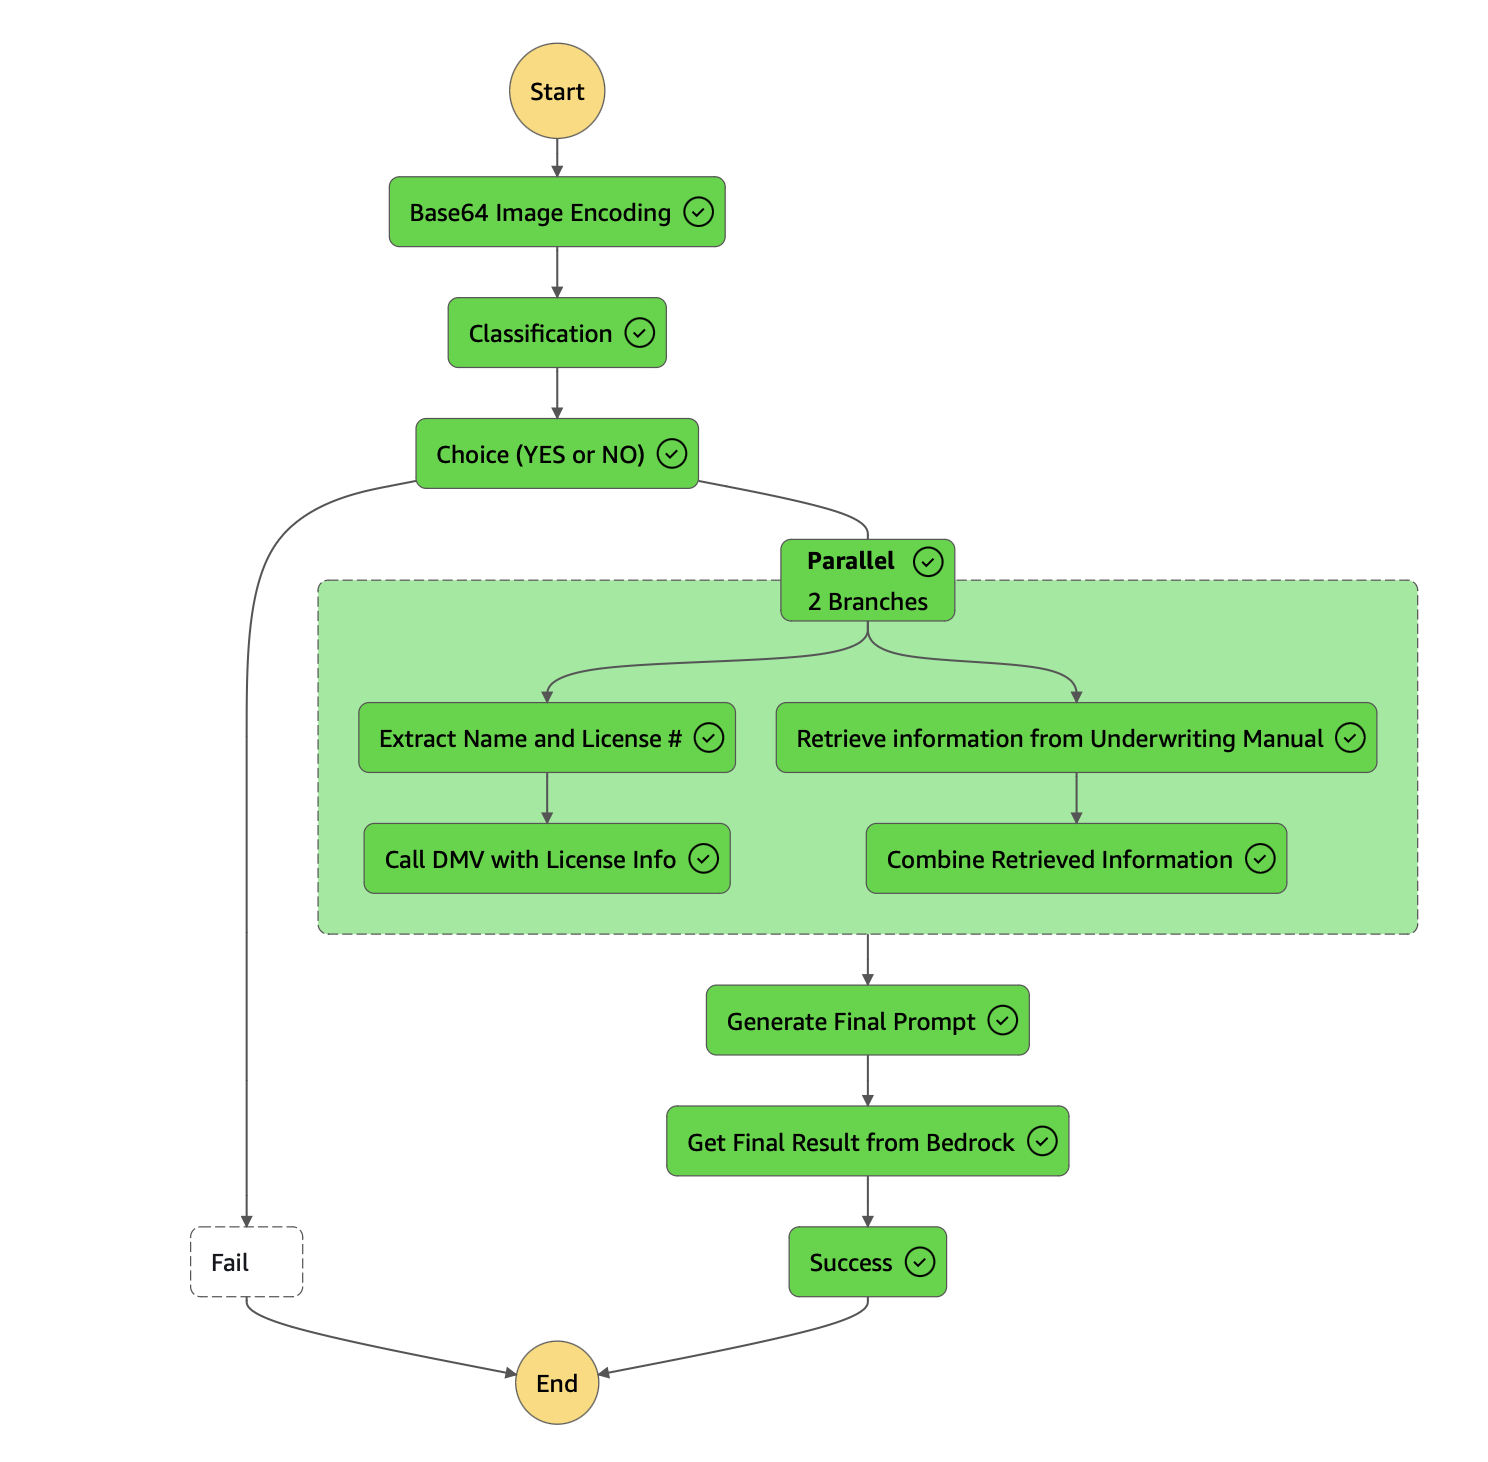 Start
Base64 Image Encoding
Classification
Choice (YES or NO)
Parallel
2 Branches
Extract Name and License #
Retrieve information from Underwriting Manual
Call DMV with License Info
Combine Retrieved Information
Generate Final Prompt
Get Final Result from Bedrock
Fail
Success
End